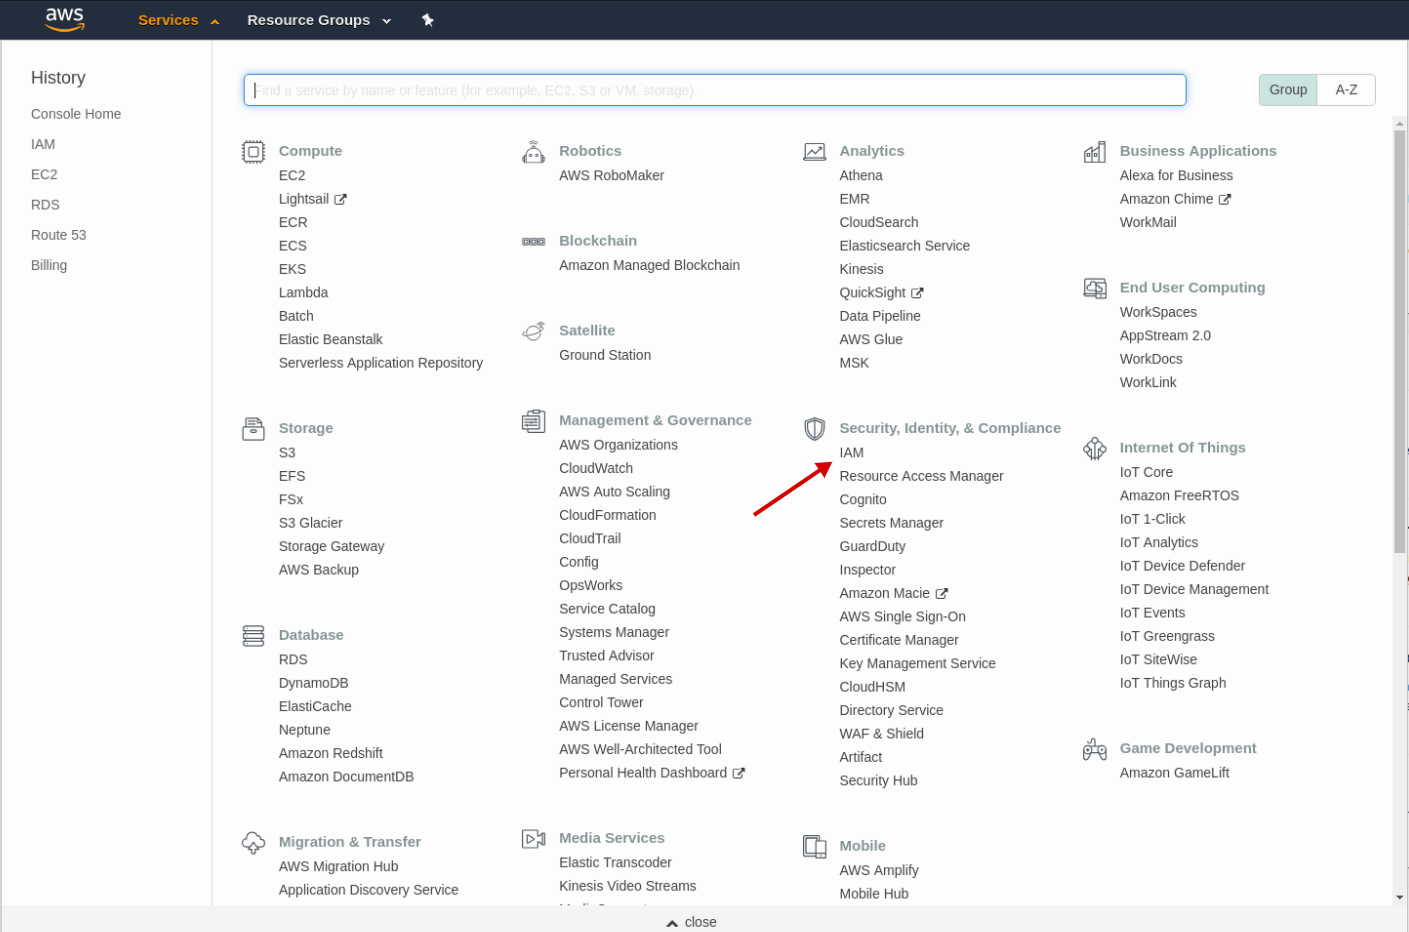 aws
Services
Resource Groups
History
Console Home
IAM
EC2
RDS
Route 53
Billing
Find a service by name or feature (for example, EC2, S3 or VM, storage).
Group
A-Z
Compute
EC2
Lightsail
ECR
ECS
EKS
Lambda
Batch
Elastic Beanstalk
Serverless Application Repository
Storage
S3
EFS
FSx
S3 Glacier
Storage Gateway
AWS Backup
Database
RDS
DynamoDB
ElastiCache
Neptune
Amazon Redshift
Amazon DocumentDB
Migration & Transfer
AWS Migration Hub
Application Discovery Service
Robotics
AWS RoboMaker
Blockchain
Amazon Managed Blockchain
Satellite
Ground Station
Management & Governance
AWS Organizations
CloudWatch
AWS Auto Scaling
CloudFormation
CloudTrail
Config
OpsWorks
Service Catalog
Systems Manager
Trusted Advisor
Managed Services
Control Tower
AWS License Manager
AWS Well-Architected Tool
Personal Health Dashboard
Media Services
Elastic Transcoder
Kinesis Video Streams
Analytics
Athena
EMR
CloudSearch
Elasticsearch Service
Kinesis
QuickSight
Data Pipeline
AWS Glue
MSK
Security, Identity, & Compliance
IAM
Resource Access Manager
Cognito
Secrets Manager
GuardDuty
Inspector
Amazon Macie
AWS Single Sign-On
Certificate Manager
Key Management Service
CloudHSM
Directory Service
WAF & Shield
Artifact
Security Hub
Mobile
AWS Amplify
Mobile Hub
Business Applications
Alexa for Business
Amazon Chime
WorkMail
End User Computing
WorkSpaces
AppStream 2.0
WorkDocs
WorkLink
Internet Of Things
IoT Core
Amazon FreeRTOS
IoT 1-Click
IoT Analytics
IoT Device Defender
IoT Device Management
IoT Events
IoT Greengrass
IoT SiteWise
IoT Things Graph
Game Development
Amazon GameLift
close